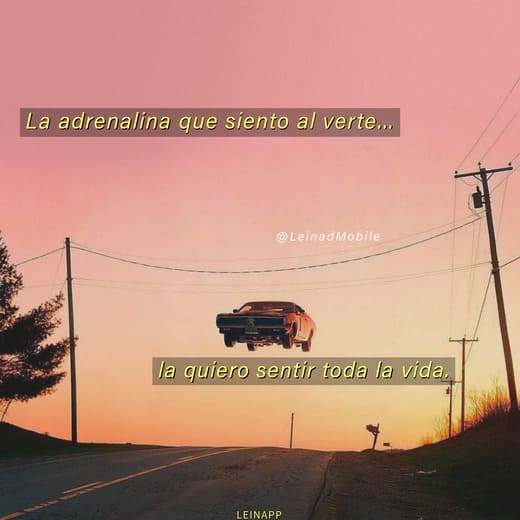 La adrenalina que siento al verte...
@LeinadMobile
la quiero sentir toda la vida.
LEINAPP